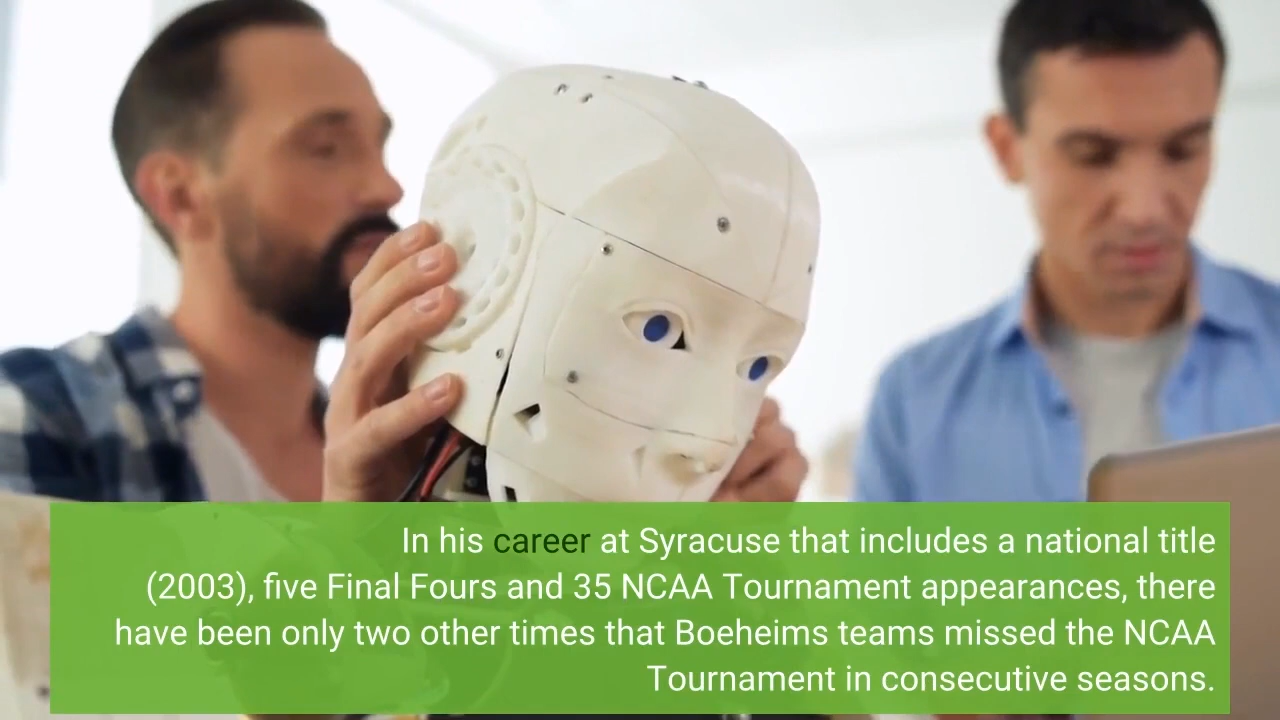 In his career at Syracuse that includes a national title
(2003), five Final Fours and 35 NCAA Tournament appearances, there
have been only two other times that Boeheims teams missed the NCAA
Tournament in consecutive seasons.